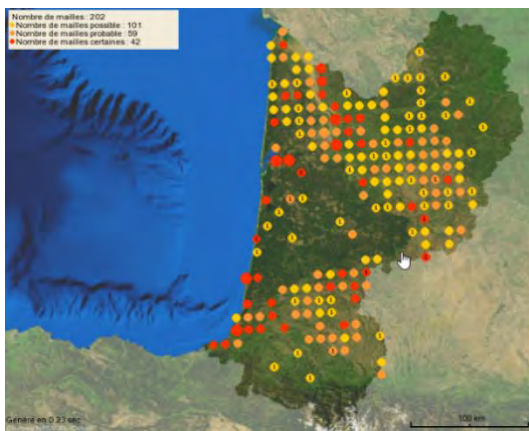 Nombre de mailles : 202
Nombre de mailles possible : 101
Nombre de mailles probable : 59
Nombre de mailles certaines : 42
Généré en 0.23 sec
100 km